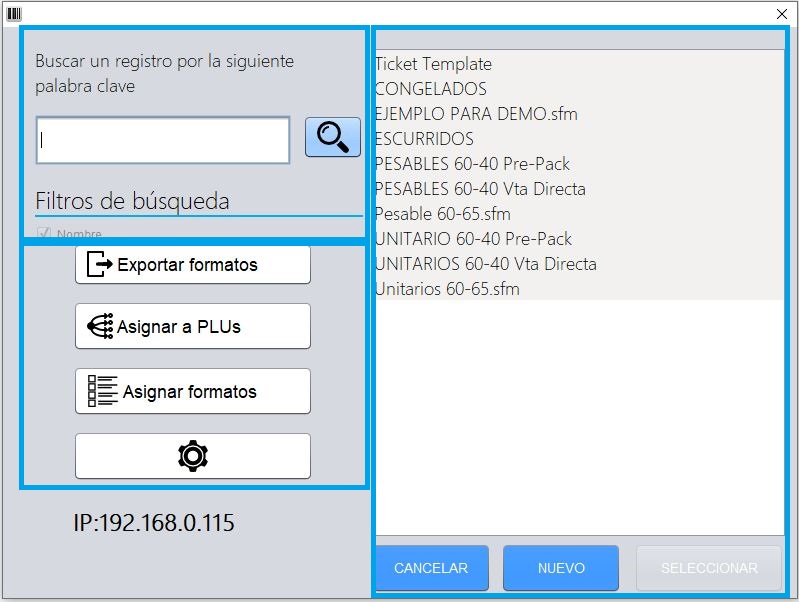 Buscar un registro por la siguiente
palabra clave
Filtros de búsqueda
Nombre
Exportar formatos
Asignar a PLUs
Asignar formatos
IP:192.168.0.115
Ticket Template
CONGELADOS
EJEMPLO PARA DEMO.sfm
ESCURRIDOS
PESABLES 60-40 Pre-Pack
PESABLES 60-40 Vta Directa
Pesable 60-65.sfm
UNITARIO 60-40 Pre-Pack
UNITARIOS 60-40 Vta Directa
Unitarios 60-65.sfm
CANCELAR
NUEVO
SELECCIONAR